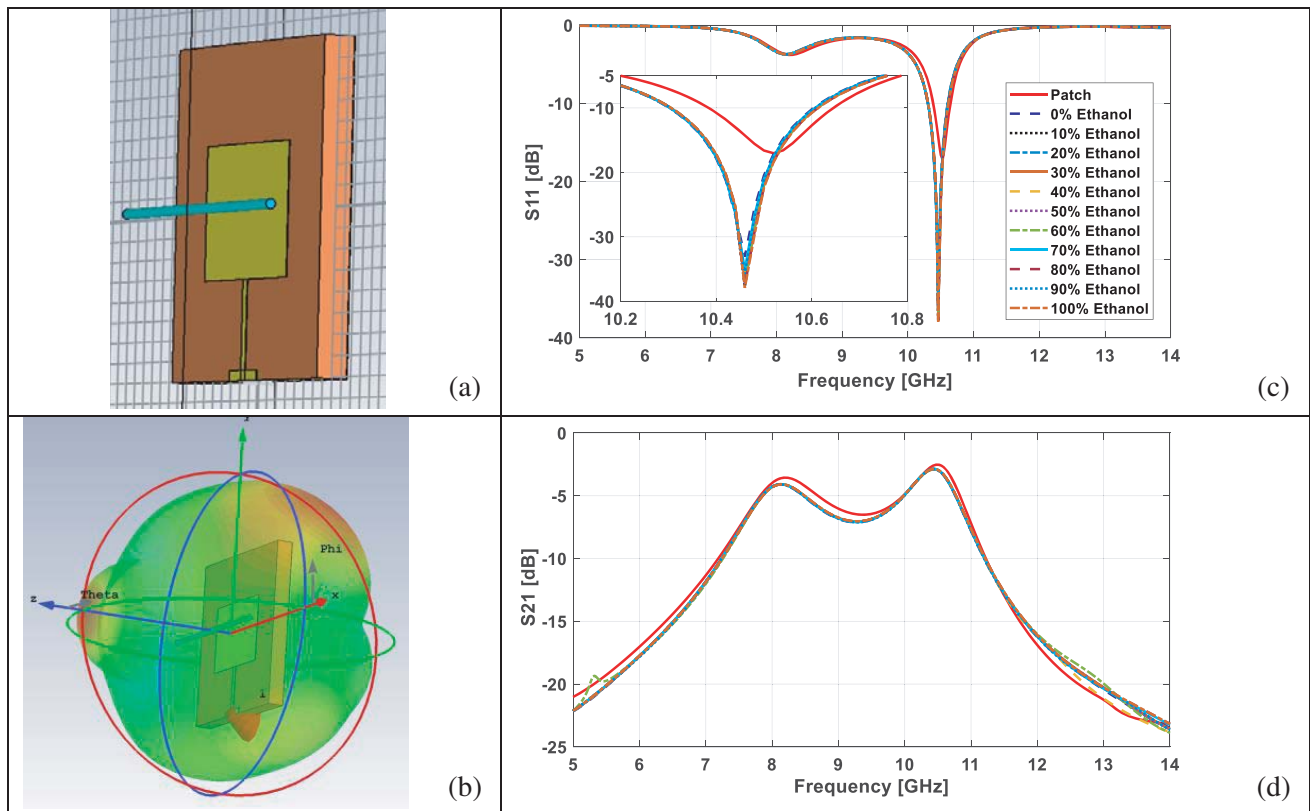 (a)
0
-10
-20
-30
-40
S11 [dB]
5 6 7 8 9 10 11 12 13 14
Frequency [GHz]
-5
-10
-20
-30
-40
10.2 10.4 10.6 10.8
Patch
0% Ethanol
10% Ethanol
20% Ethanol
30% Ethanol
40% Ethanol
50% Ethanol
60% Ethanol
70% Ethanol
80% Ethanol
90% Ethanol
100% Ethanol
(c)
z
Theta
Phi
x
1
(b)
0
-5
-10
-15
-20
-25
S21 [dB]
5 6 7 8 9 10 11 12 13 14
Frequency [GHz]
(d)